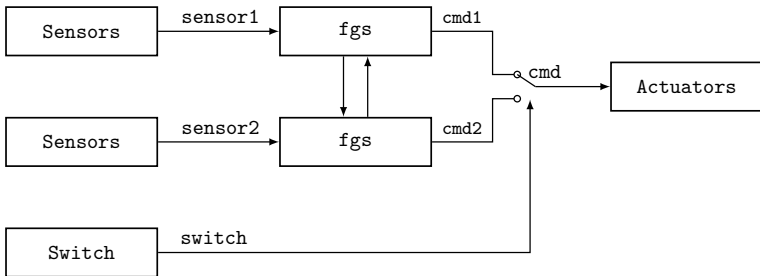 Sensors
sensor1
fgs
cmd1
cmd
Actuators
Sensors
sensor2
fgs
cmd2
Switch
switch